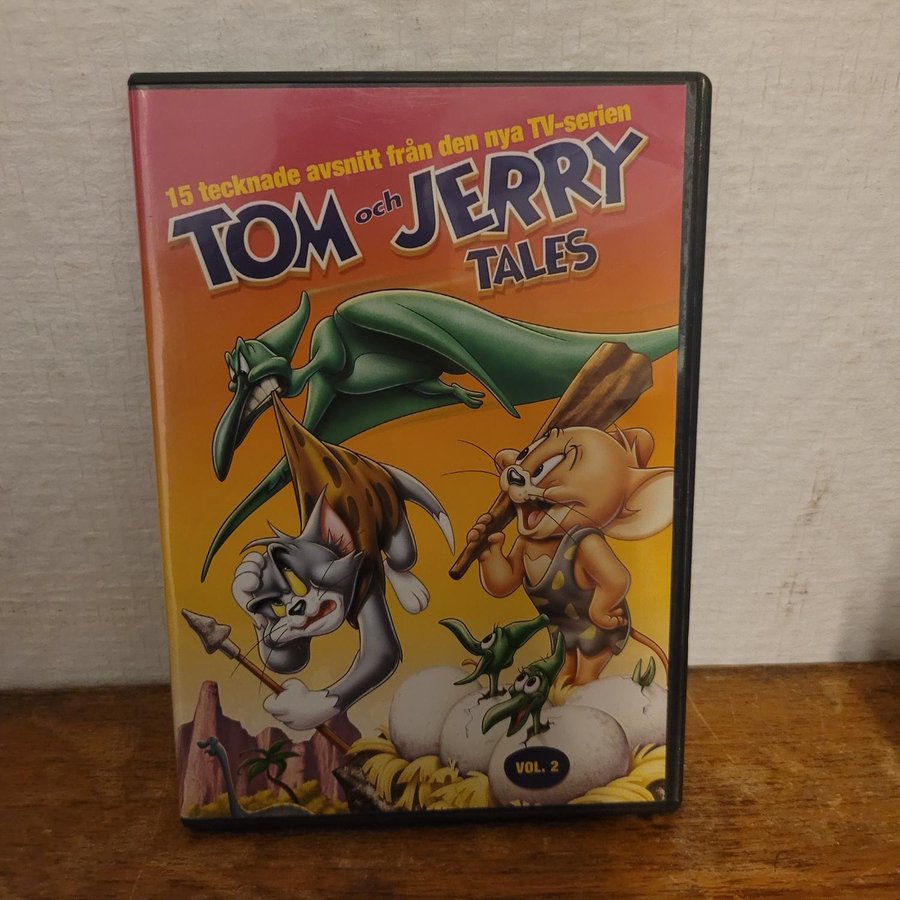 15 tecknade avsnitt från den nya TV-serien
TOM och JERRY
TALES
VOL. 2